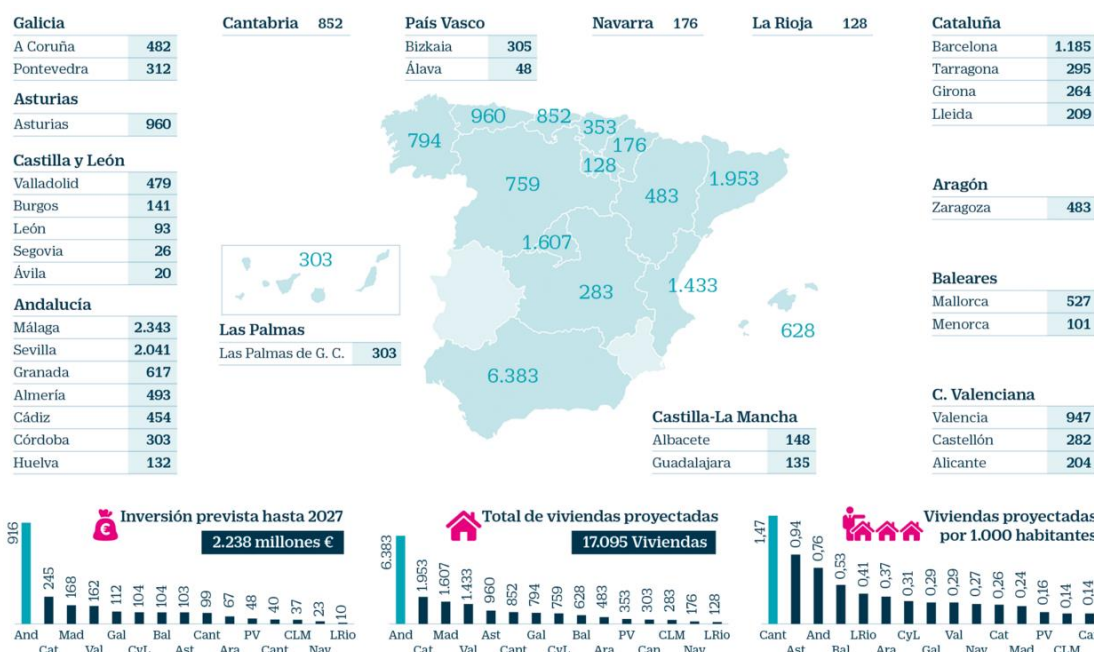 Galicia
A Coruña 482
Pontevedra 312
Asturias
Asturias 960
Castilla y León
Valladolid 479
Burgos 141
León 93
Segovia 26
Ávila 20
Andalucía
Málaga 2.343
Sevilla 2.041
Granada 617
Almería 493
Cádiz 454
Córdoba 303
Huelva 132
Cantabria 852
País Vasco
Bizkaia 305
Álava 48
Navarra 176
La Rioja 128
Cataluña
Barcelona 1.185
Tarragona 295
Girona 264
Lleida 209
Aragón
Zaragoza 483
Baleares
Mallorca 527
Menorca 101
C. Valenciana
Valencia 947
Castellón 282
Alicante 204
960
852
353
794
176
128
1.953
759
483
1.607
303
283
1.433
628
6.383
Las Palmas
Las Palmas de G. C. 303
Castilla-La Mancha
Albacete 148
Guadalajara 135
€ Inversión prevista hasta 2027
2.238 millones €
916 245 168 162 112 104 104 103 99 67 48 40 37 23 10
And Mad Gal Bal Cant PV CLM LRio
Cat Val CyL Ast Ara Cant Nav
Total de viviendas proyectadas
17.095 Viviendas
6.383 1.953 1.607 1.433 960 852 794 759 628 483 353 303 283 176 128
And Mad Ast Gal Bal PV CLM LRio
Cat Val Cant CyL Ara Can Nav
Viviendas proyectadas
por 1.000 habitantes
1,47 0,94 0,76 0,53 0,41 0,37 0,31 0,29 0,29 0,27 0,26 0,24 0,16 0,14 0,14
Cant And LRio CyL Val Cat PV
Ast Bal Ara Gal Nav Mad CLM